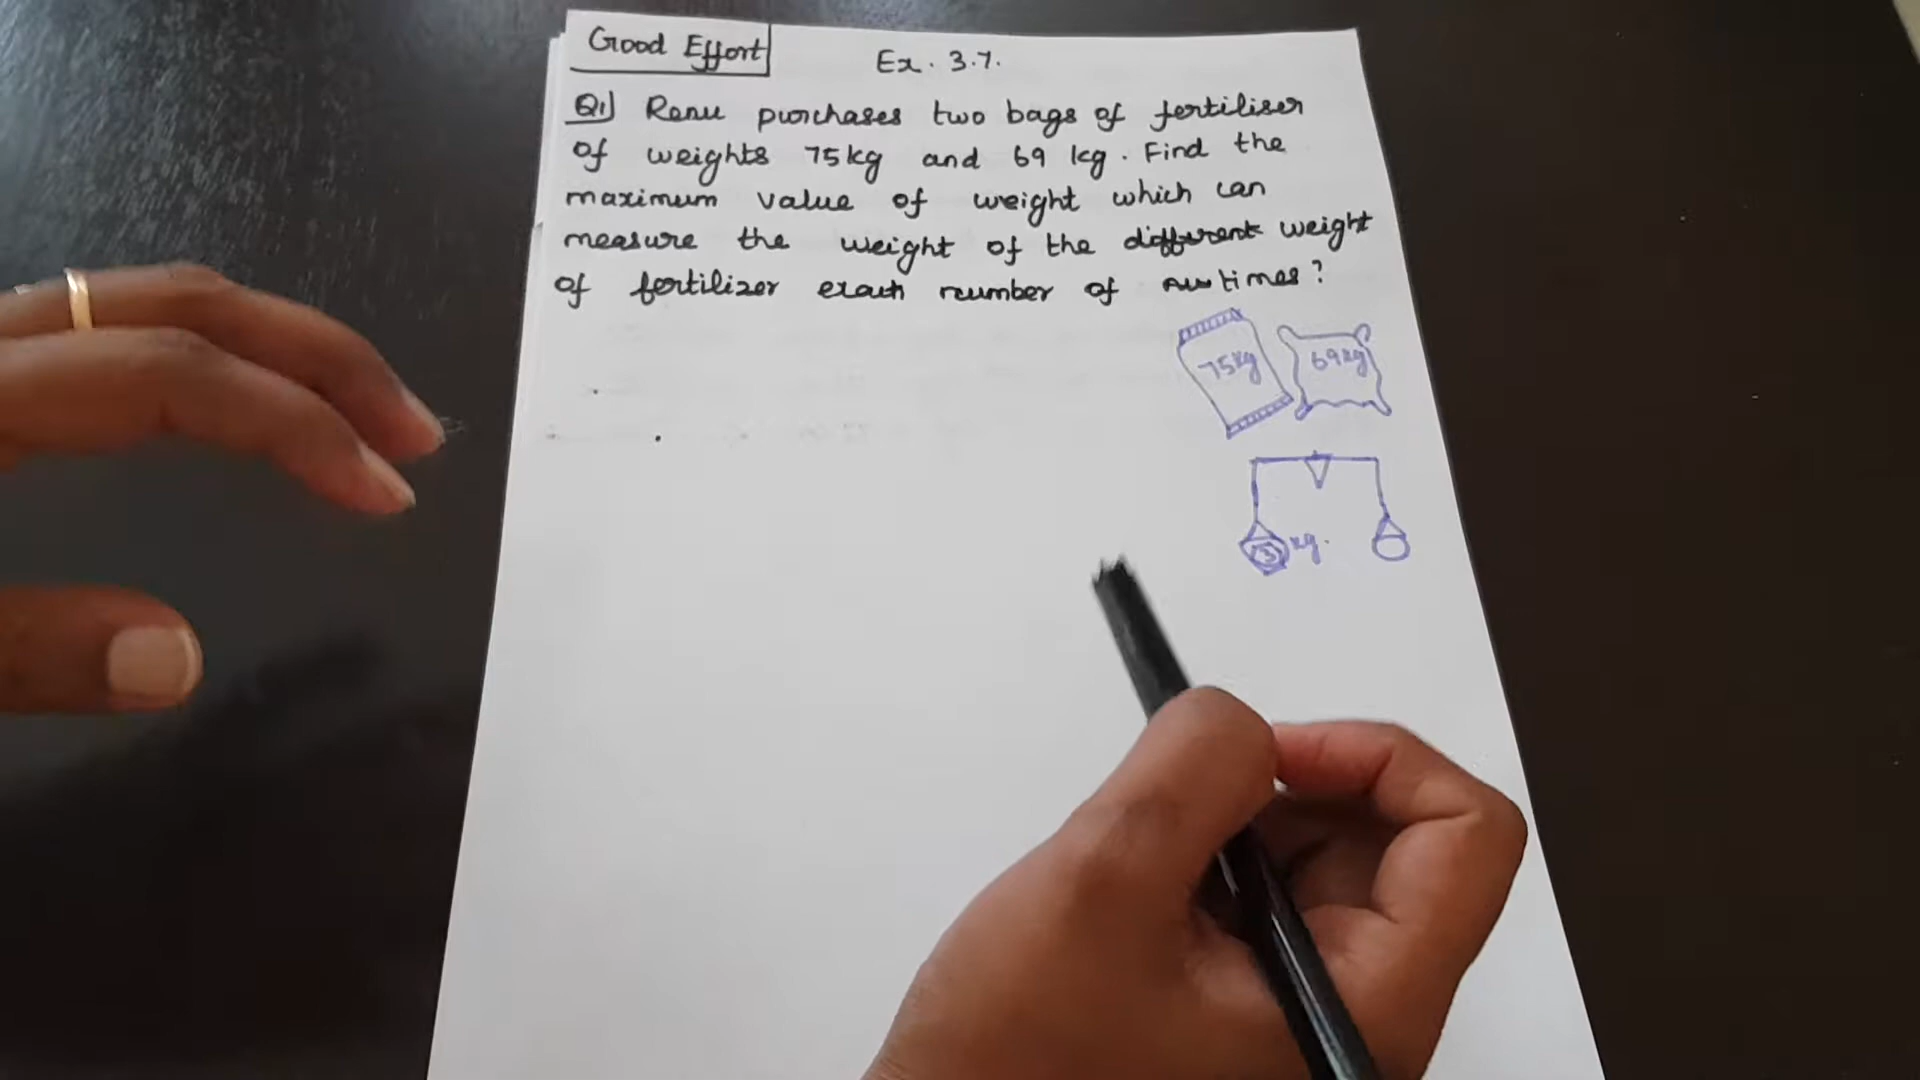 Good Effort
Ex. 3.7.
Q1) Renu purchases two bags of fertiliser
of weights 75kg and 69 kg. Find the
maximum value of weight which can
measure the weight of the different weight
of fertilizer exact number of times?
75kg
69kg
3 kg.